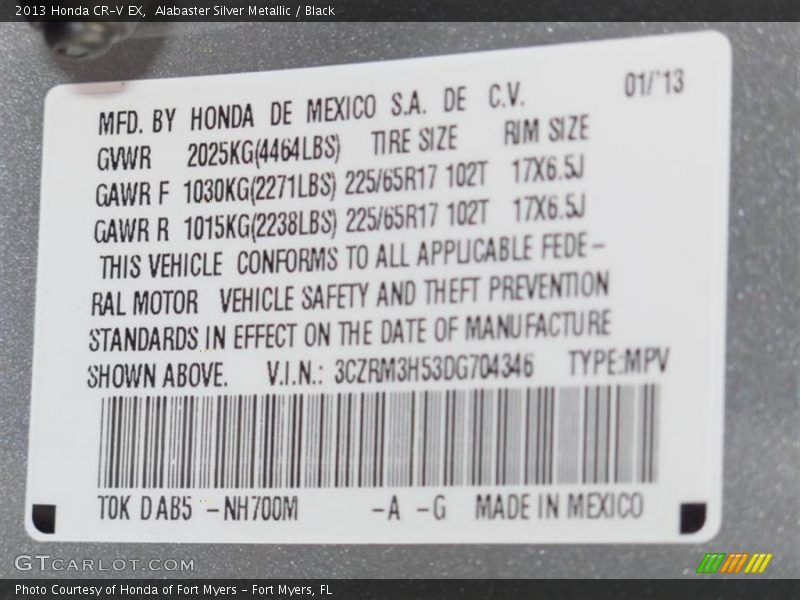 2013 Honda CR-V EX, Alabaster Silver Metallic / Black
01/'13
MFD. BY HONDA DE MEXICO S.A. DE C.V.
GVWR 2025KG(4464LBS) TIRE SIZE RIM SIZE
GAWR F 1030KG(2271LBS) 225/65R17 102T 17X6.5J
GAWR R 1015KG(2238LBS) 225/65R17 102T 17X6.5J
THIS VEHICLE CONFORMS TO ALL APPLICABLE FEDE-
RAL MOTOR VEHICLE SAFETY AND THEFT PREVENTION
STANDARDS IN EFFECT ON THE DATE OF MANUFACTURE
SHOWN ABOVE. V.I.N.: 3CZRM3H53DG704346 TYPE:MPV
T0K DAB5 -NH700M -A -G MADE IN MEXICO
GTCARLOT.COM
Photo Courtesy of Honda of Fort Myers - Fort Myers, FL